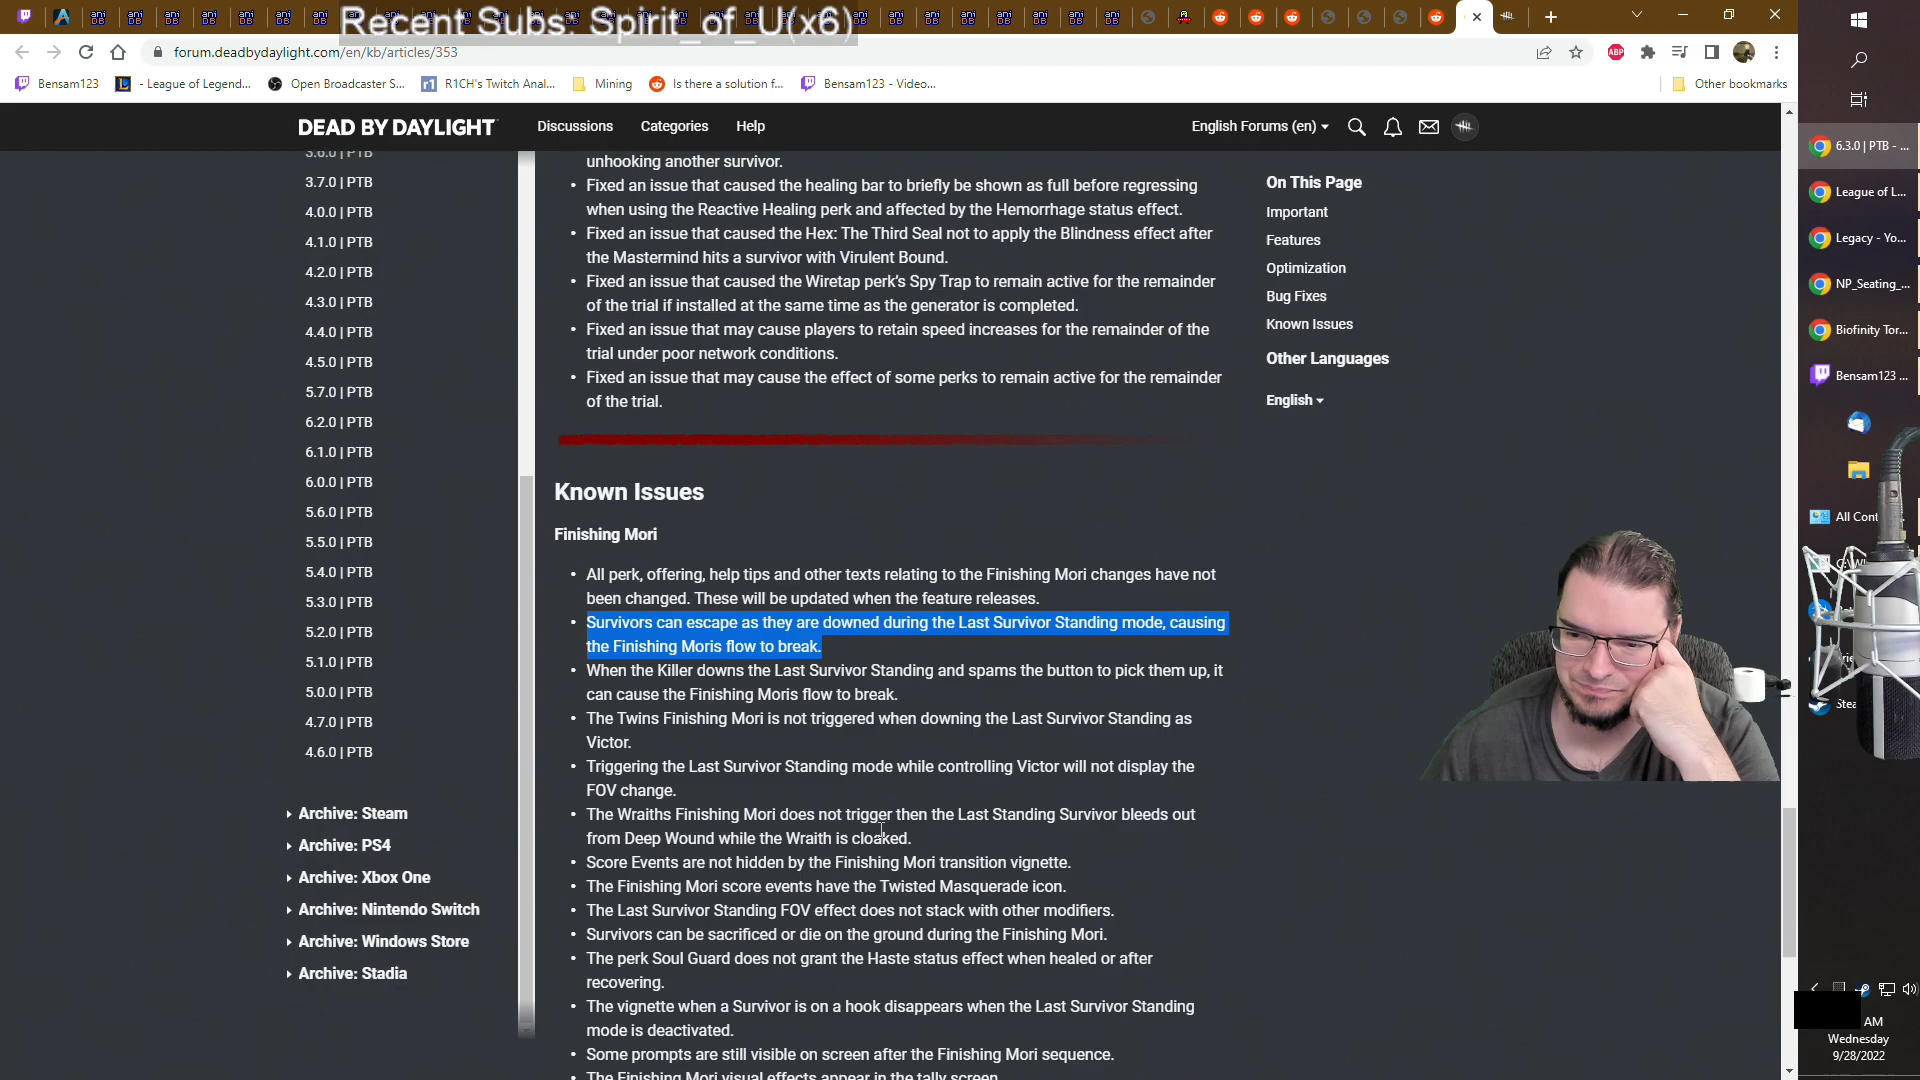 Recent Subs: Spirit_of_U(x6)
forum.deadbydaylight.com/en/kb/articles/353
ABP
Bensam123
- League of Legend...
Open Broadcaster S...
R1CH's Twitch Anal...
Mining
Is there a solution f...
Bensam123 - Video...
Other bookmarks
DEAD BY DAYLIGHT
Discussions
Categories
Help
English Forums (en)
3.6.0 | PTB
3.7.0 | PTB
4.0.0 | PTB
4.1.0 | PTB
4.2.0 | PTB
4.3.0 | PTB
4.4.0 | PTB
4.5.0 | PTB
5.7.0 | PTB
6.2.0 | PTB
6.1.0 | PTB
6.0.0 | PTB
5.6.0 | PTB
5.5.0 | PTB
5.4.0 | PTB
5.3.0 | PTB
5.2.0 | PTB
5.1.0 | PTB
5.0.0 | PTB
4.7.0 | PTB
4.6.0 | PTB
Archive: Steam
Archive: PS4
Archive: Xbox One
Archive: Nintendo Switch
Archive: Windows Store
Archive: Stadia
unhooking another survivor.
• Fixed an issue that caused the healing bar to briefly be shown as full before regressing
when using the Reactive Healing perk and affected by the Hemorrhage status effect.
• Fixed an issue that caused the Hex: The Third Seal not to apply the Blindness effect after
the Mastermind hits a survivor with Virulent Bound.
• Fixed an issue that caused the Wiretap perk's Spy Trap to remain active for the remainder
of the trial if installed at the same time as the generator is completed.
• Fixed an issue that may cause players to retain speed increases for the remainder of the
trial under poor network conditions.
• Fixed an issue that may cause the effect of some perks to remain active for the remainder
of the trial.
Known Issues
Finishing Mori
• All perk, offering, help tips and other texts relating to the Finishing Mori changes have not
been changed. These will be updated when the feature releases.
• Survivors can escape as they are downed during the Last Survivor Standing mode, causing
the Finishing Moris flow to break.
• When the Killer downs the Last Survivor Standing and spams the button to pick them up, it
can cause the Finishing Moris flow to break.
• The Twins Finishing Mori is not triggered when downing the Last Survivor Standing as
Victor.
• Triggering the Last Survivor Standing mode while controlling Victor will not display the
FOV change.
• The Wraiths Finishing Mori does not trigger then the Last Standing Survivor bleeds out
from Deep Wound while the Wraith is cloaked.
• Score Events are not hidden by the Finishing Mori transition vignette.
• The Finishing Mori score events have the Twisted Masquerade icon.
• The Last Survivor Standing FOV effect does not stack with other modifiers.
• Survivors can be sacrificed or die on the ground during the Finishing Mori.
• The perk Soul Guard does not grant the Haste status effect when healed or after
recovering.
• The vignette when a Survivor is on a hook disappears when the Last Survivor Standing
mode is deactivated.
• Some prompts are still visible on screen after the Finishing Mori sequence.
• The Finishing Mori visual effects appear in the tally screen.
On This Page
Important
Features
Optimization
Bug Fixes
Known Issues
Other Languages
English
6.3.0 | PTB - ...
League of L...
Legacy - Yo...
NP_Seating_...
Biofinity Tor...
Bensam123 ...
All Cont
Stea
AM
Wednesday
9/28/2022